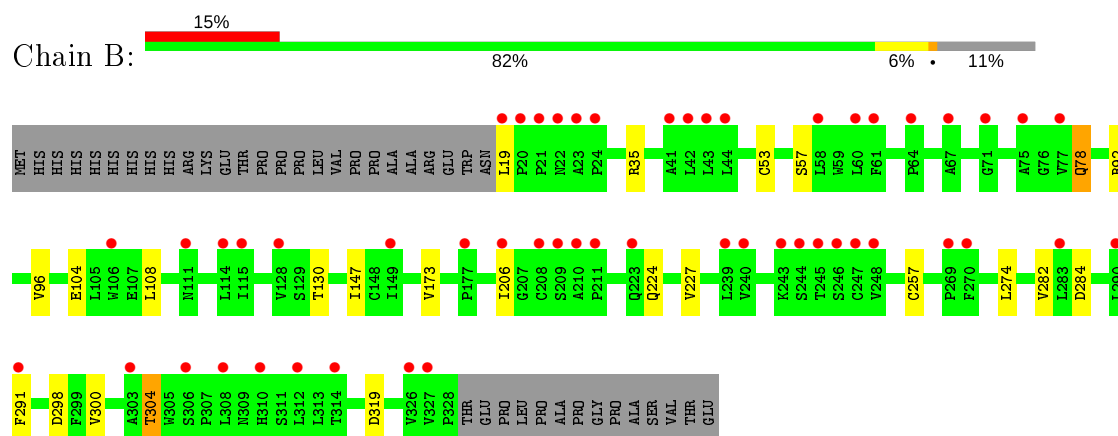 15%
Chain B:
82% 6% • 11%
MET HIS HIS HIS HIS HIS HIS HIS HIS ARG LYS GLU THR PRO PRO PRO LEU VAL PRO PRO ALA ALA ARG GLU TRP ASN L19 P20 P21 N22 A23 P24 R35 A41 L42 L43 L44 C53 S57 L58 W59 L60 F61 P64 A67 G71 A75 G76 V77 Q78 R92
V96 E104 L105 W106 E107 L108 N111 L114 I115 V128 S129 T130 I147 C148 I149 V173 P177 I206 G207 C208 S209 A210 P211 Q223 Q224 V227 L239 V240 K243 S244 T245 S246 C247 V248 C257 P269 F270 L274 V282 L283 D284 L290
F291 D298 F299 V300 A303 T304 W305 S306 P307 L308 N309 H310 S311 L312 L313 T314 D319 V326 V327 P328 THR GLU PRO LEU PRO ALA PRO GLY PRO ALA SER VAL THR GLU